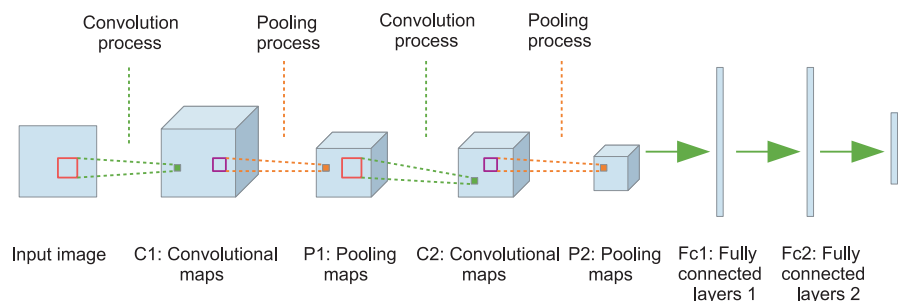 Convolution
process
Pooling
process
Convolution
process
Pooling
process
Input image
C1: Convolutional
maps
P1: Pooling
maps
C2: Convolutional
maps
P2: Pooling
maps
Fc1: Fully
connected
layers 1
Fc2: Fully
connected
layers 2